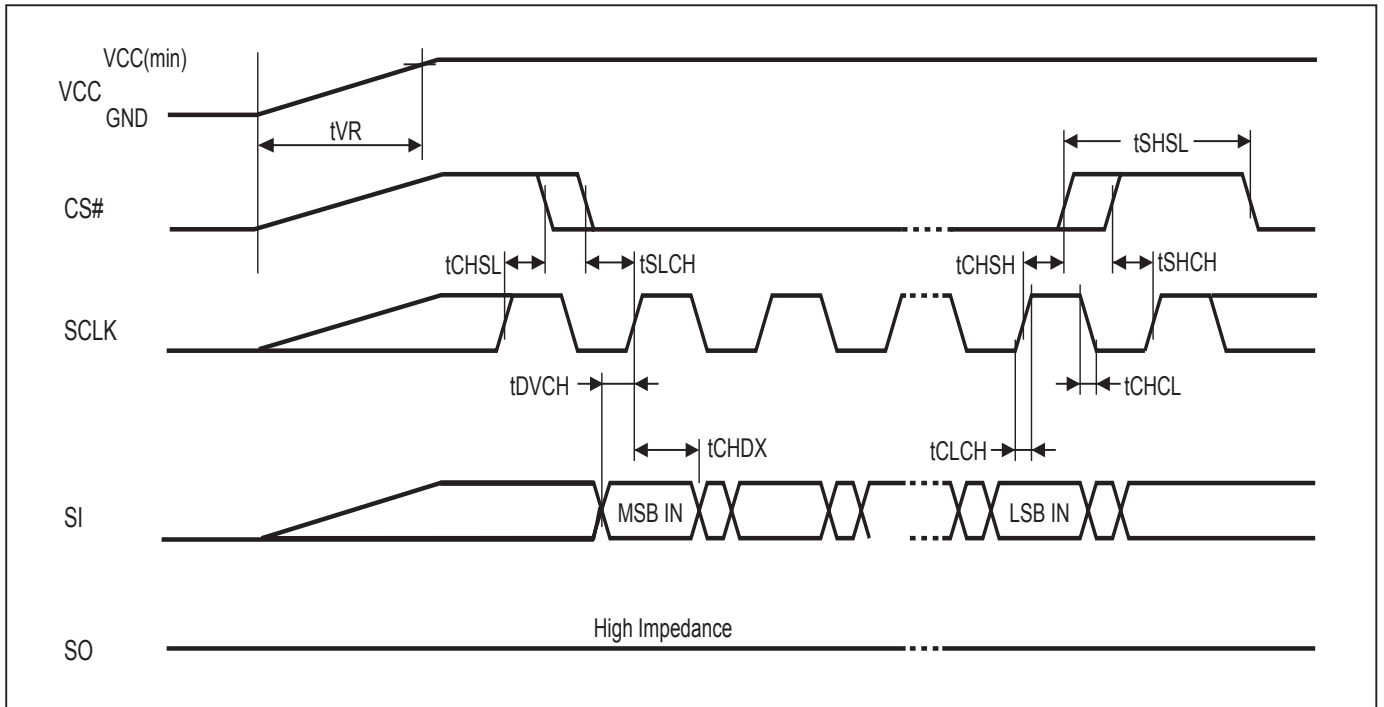 VCC(min)
VCC
GND
tVR
tSHSL
CS#
tCHSL
tSLCH
tCHSH
tSHCH
SCLK
tDVCH
tCHCL
tCHDX
tCLCH
SI
MSB IN
LSB IN
High Impedance
SO